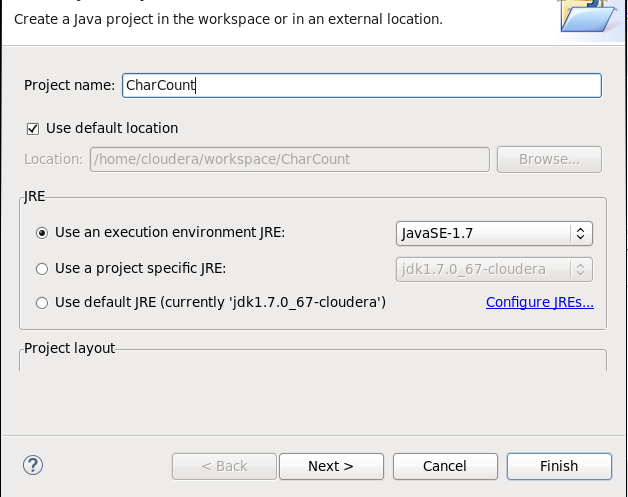 Create a Java project in the workspace or in an external location.
Project name: CharCount
Use default location
Location: /home/cloudera/workspace/CharCount Browse...
JRE
Use an execution environment JRE: JavaSE-1.7
Use a project specific JRE: jdk1.7.0_67-cloudera
Use default JRE (currently 'jdk1.7.0_67-cloudera') Configure JREs...
Project layout
? < Back Next > Cancel Finish